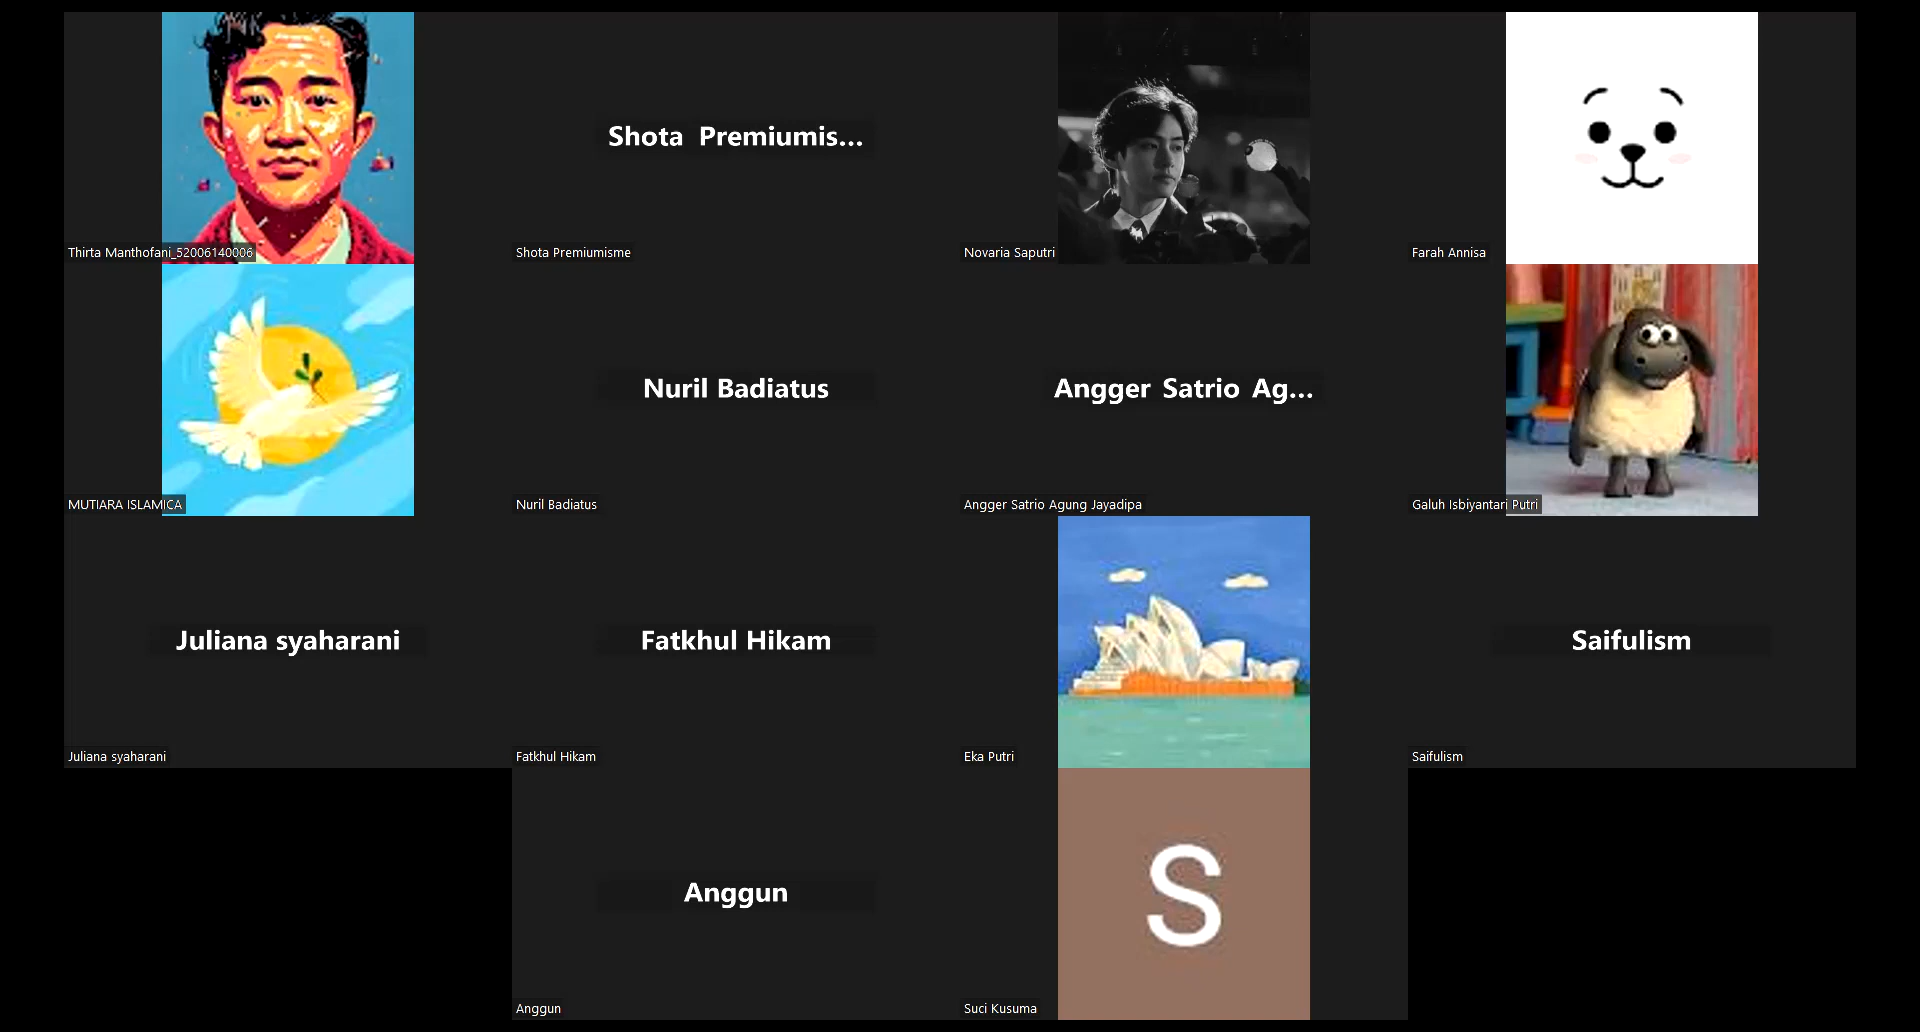 Thirta Manthofani_52006140006
Shota Premiumis...
Shota Premiumisme
Novaria Saputri
Farah Annisa
MUTIARA ISLAMICA
Nuril Badiatus
Nuril Badiatus
Angger Satrio Ag...
Angger Satrio Agung Jayadipa
Galuh Isbiyantari Putri
Juliana syaharani
Juliana syaharani
Fatkhul Hikam
Fatkhul Hikam
Eka Putri
Saifulism
Saifulism
Anggun
Anggun
S
Suci Kusuma